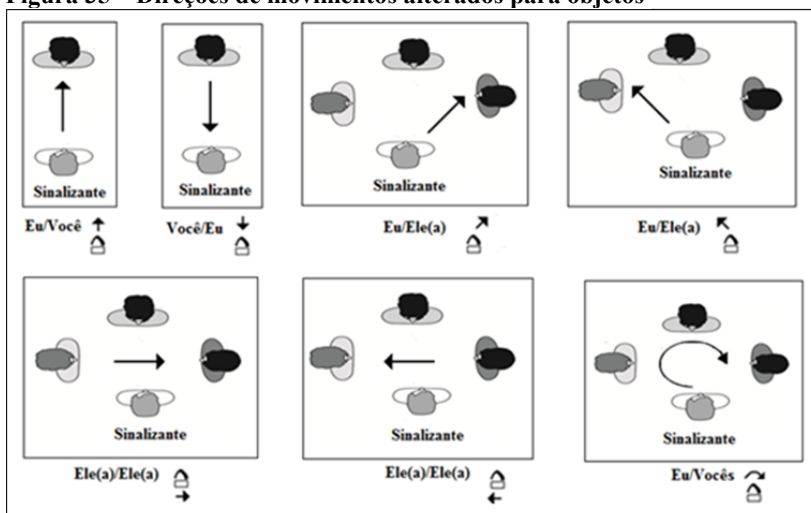 Figura 35 – Direções de movimentos alterados para objetos
Sinalizante
Sinalizante
Sinalizante
Sinalizante
Eu/Você
Você/Eu
Eu/Ele(a)
Eu/Ele(a)
Sinalizante
Sinalizante
Sinalizante
Ele(a)/Ele(a)
Ele(a)/Ele(a)
Eu/Vocês